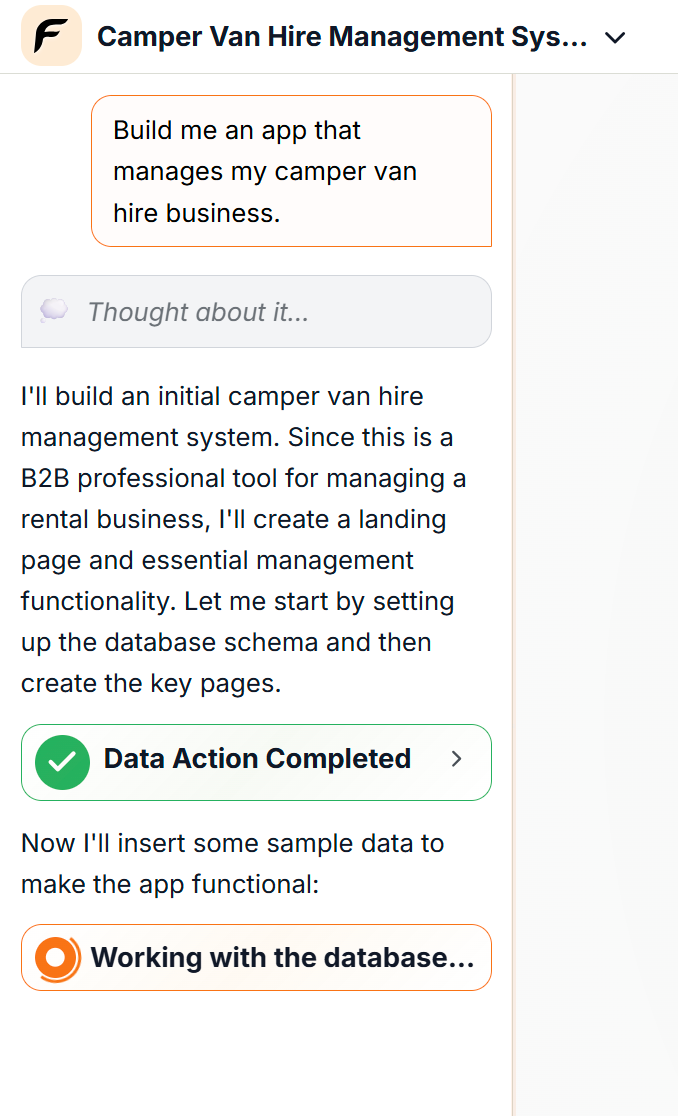 Camper Van Hire Management Sys...
Build me an app that
manages my camper van
hire business.
Thought about it...
I'll build an initial camper van hire
management system. Since this is a
B2B professional tool for managing a
rental business, I'll create a landing
page and essential management
functionality. Let me start by setting
up the database schema and then
create the key pages.
Data Action Completed
Now I'll insert some sample data to
make the app functional:
Working with the database...